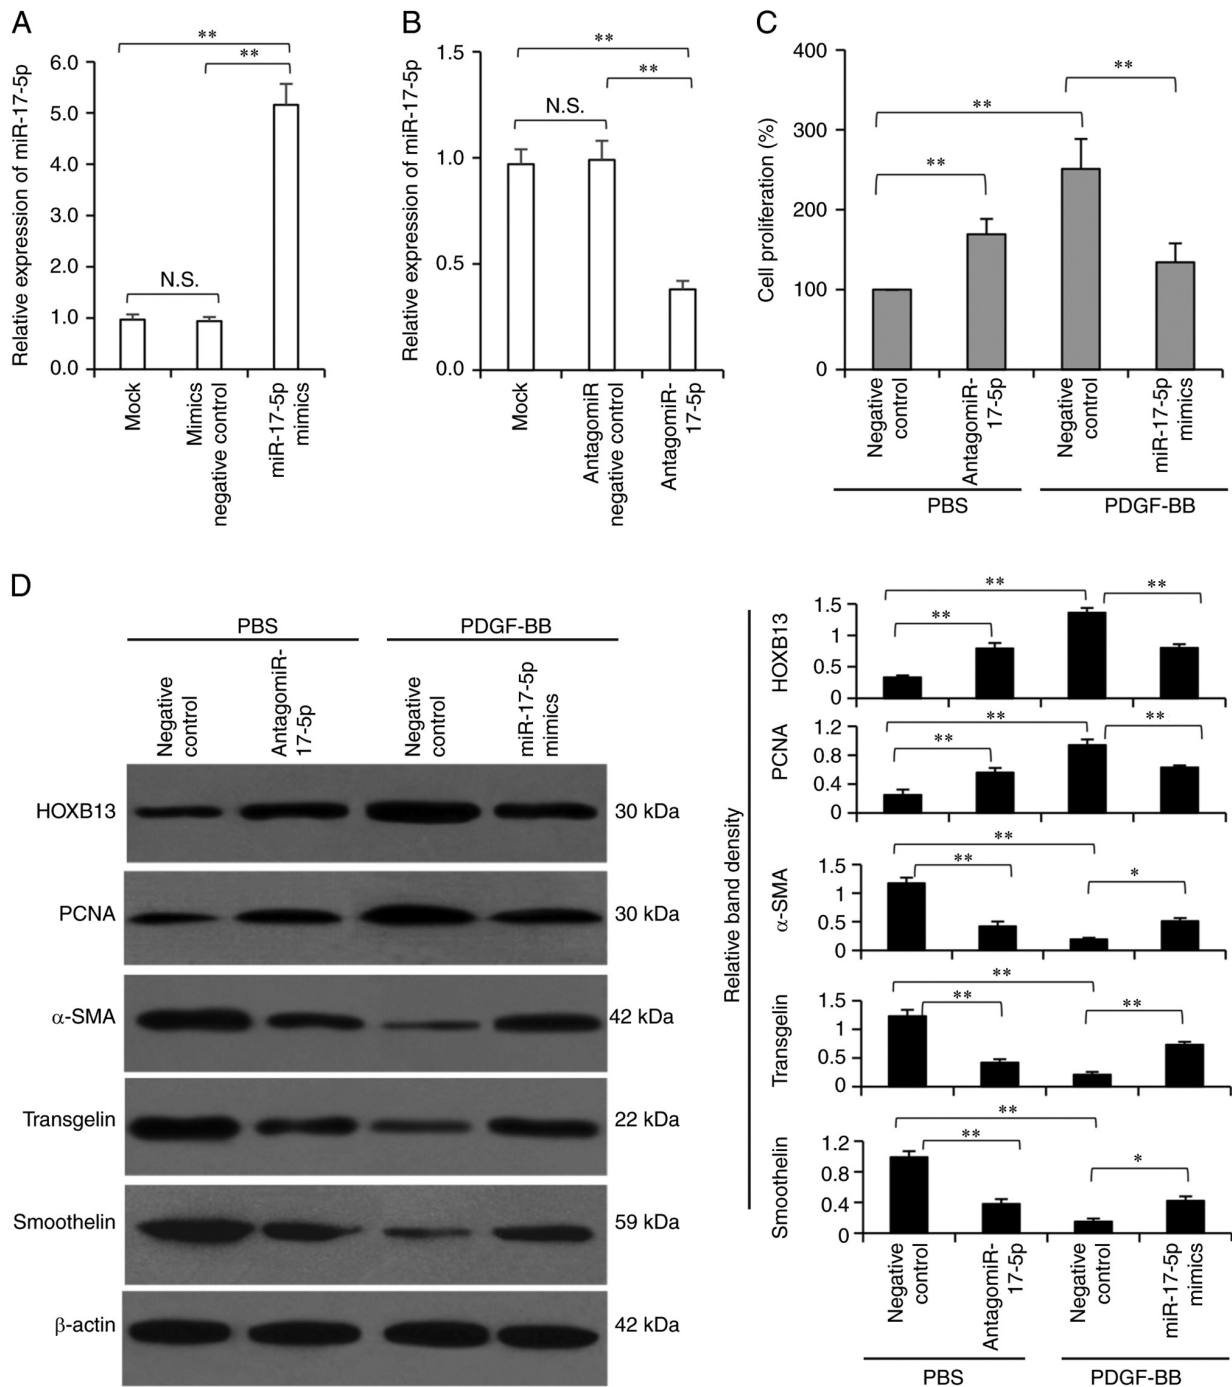 A
Relative expression of miR-17-5p
6.0
5.0
4.0
3.0
2.0
1.0
0.0
**
**
N.S.
Mock
Mimics
negative control
miR-17-5p
mimics
B
Relative expression of miR-17-5p
1.5
1.0
0.5
0.0
**
**
N.S.
Mock
AntagomiR
negative control
AntagomiR-
17-5p
C
Cell proliferation (%)
400
300
200
100
0
**
**
**
Negative
control
AntagomiR-
17-5p
Negative
control
miR-17-5p
mimics
PBS
PDGF-BB
D
PBS
PDGF-BB
Negative
control
AntagomiR-
17-5p
Negative
control
miR-17-5p
mimics
HOXB13
30 kDa
PCNA
30 kDa
α-SMA
42 kDa
Transgelin
22 kDa
Smoothelin
59 kDa
β-actin
42 kDa
Relative band density
HOXB13
1.5
1
0.5
0
**
**
**
PCNA
1.2
0.8
0.4
0
**
**
**
α-SMA
1.5
1
0.5
0
**
**
*
Transgelin
1.5
1
0.5
0
**
**
**
Smoothelin
1.2
0.8
0.4
0
**
**
*
Negative
control
AntagomiR-
17-5p
Negative
control
miR-17-5p
mimics
PBS
PDGF-BB